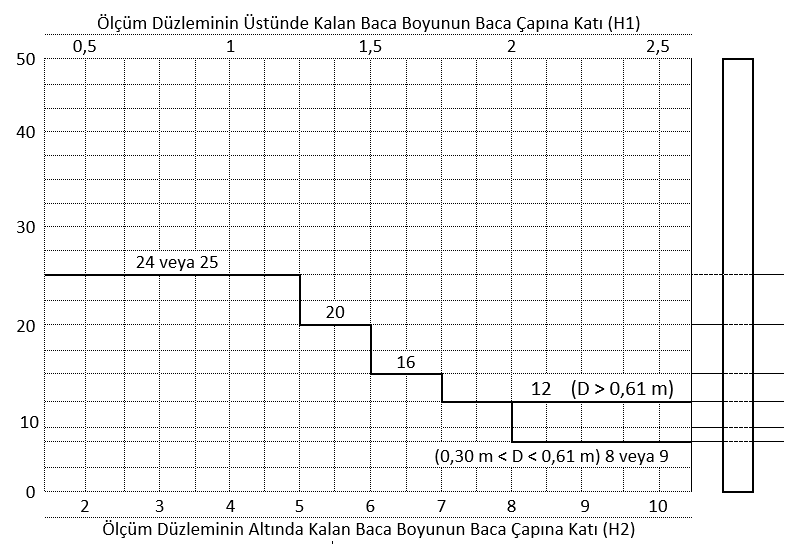 Ölçüm Düzleminin Üstünde Kalan Baca Boyunun Baca Çapına Katı (H1)
0,5 1 1,5 2 2,5
50
40
30
24 veya 25
20
20
16
12 (D > 0,61 m)
10
(0,30 m < D < 0,61 m) 8 veya 9
0
2 3 4 5 6 7 8 9 10
Ölçüm Düzleminin Altında Kalan Baca Boyunun Baca Çapına Katı (H2)